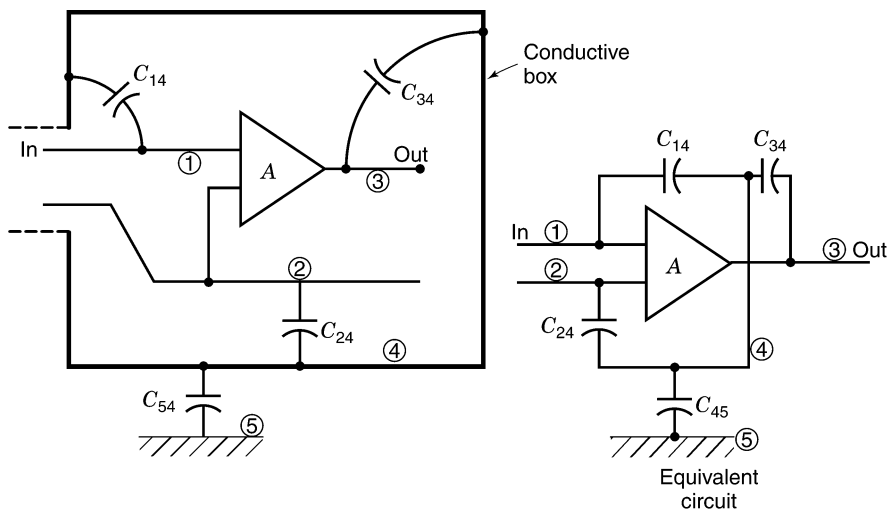 C14
C34
Conductive
box
In
①
A
Out
③
②
C24
④
C54
⑤
C14
C34
In
①
②
A
③ Out
C24
④
C45
⑤
Equivalent
circuit